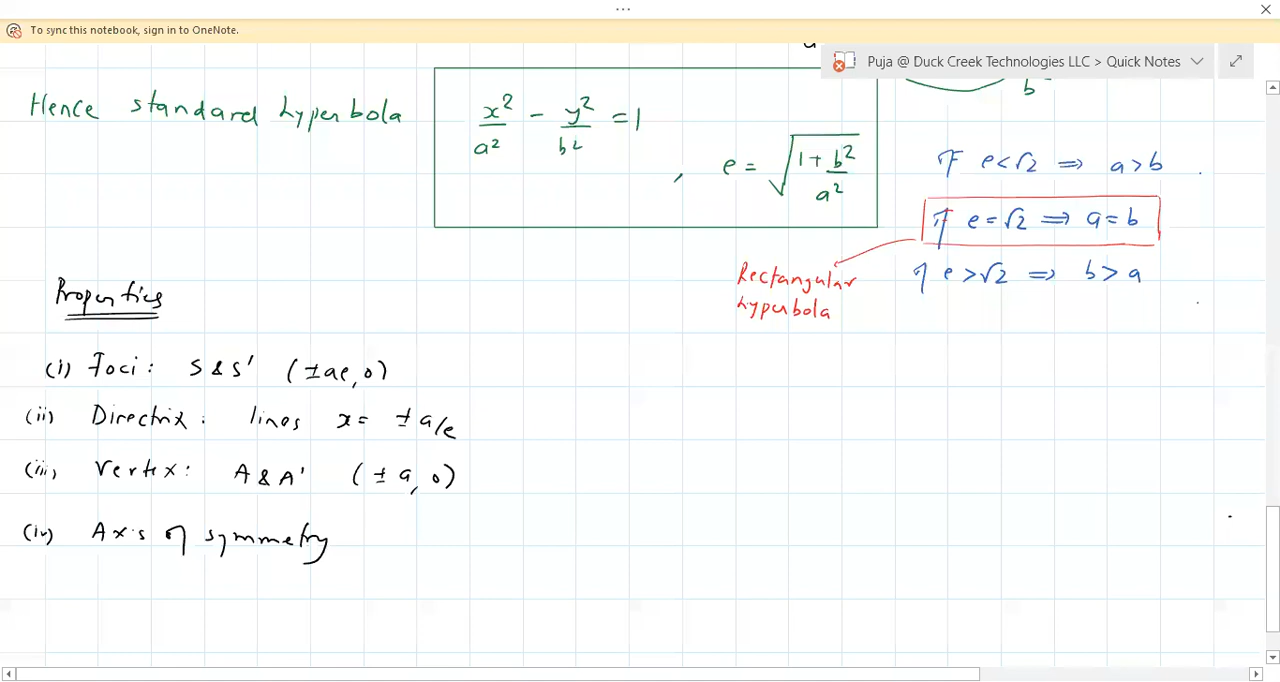 To sync this notebook, sign in to OneNote.
Puja @ Duck Creek Technologies LLC > Quick Notes
Hence standard hyperbola
x²/a² - y²/b² = 1
, e = √(1 + b²/a²)
b²
If e < √2 ⟹ a > b
If e = √2 ⟹ a = b
If e > √2 ⟹ b > a
Rectangular
hyperbola
Properties
(i) Foci: S & S' (±ae, 0)
(ii) Directrix: lines x = ± a/e
(iii) Vertex: A & A' (± a, 0)
(iv) Axis of symmetry